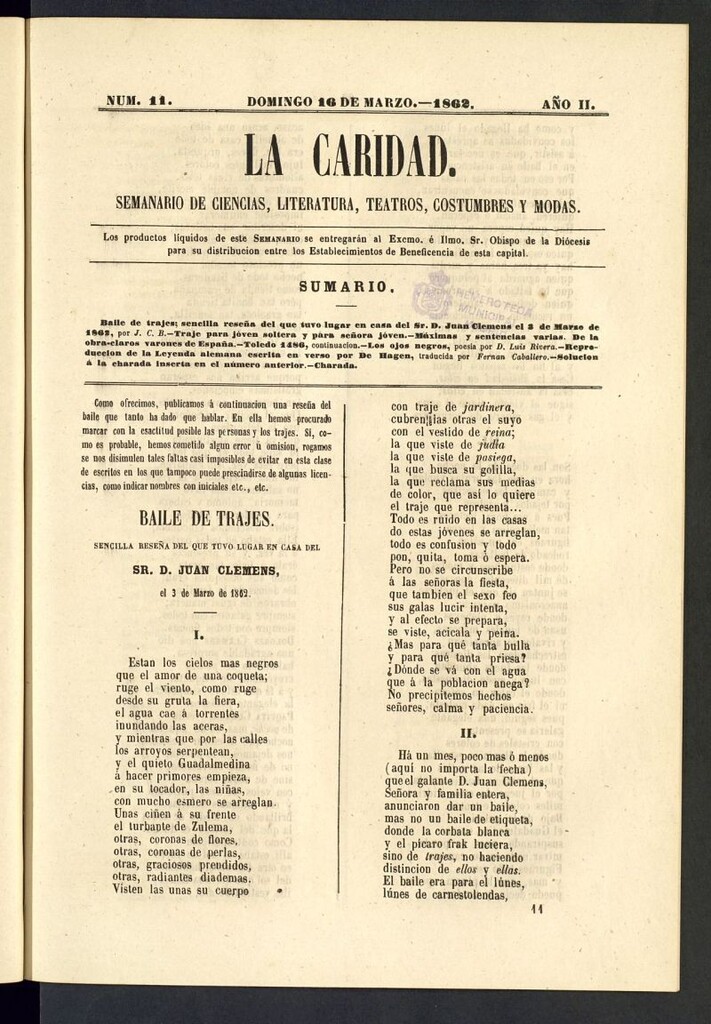 NUM. 11. DOMINGO 16 DE MARZO.—1862. AÑO II.
LA CARIDAD.
SEMANARIO DE CIENCIAS, LITERATURA, TEATROS, COSTUMBRES Y MODAS.
Los productos líquidos de este SEMANARIO se entregarán al Excmo. é Ilmo. Sr. Obispo de la Diócesis
para su distribucion entre los Establecimientos de Beneficencia de esta capital.
SUMARIO.
HEMEROTECA
MUNICIPAL
Baile de trajes; sencilla reseña del que tuvo lugar en casa del Sr. D. Juan Clemens el 3 de Marzo de
1862, por J. C. B.—Traje para jóven soltera y para señora jóven.—Máximas y sentencias varias. De la
obra-claros varones de España.—Toledo 1486, continuacion.—Los ojos negros, poesia por D. Luis Rivera.—Repro-
duccion de la Leyenda alemana escrita en verso por De Hagen, traducida por Fernan Caballero.—Solucion
á la charada inserta en el número anterior.—Charada.
Como ofrecimos, publicamos á continuacion una reseña del
baile que tanto ha dado que hablar. En ella hemos procurado
marcar con la esactitud posible las personas y los trajes. Si, co-
mo es probable, hemos cometido algun error ú omision, rogamos
se nos disimulen tales faltas casi imposibles de evitar en esta clase
de escritos en los que tampoco puede prescindirse de algunas licen-
cias, como indicar nombres con iniciales etc., etc.
BAILE DE TRAJES.
SENCILLA RESEÑA DEL QUE TUVO LUGAR EN CASA DEL
SR. D. JUAN CLEMENS,
el 3 de Marzo de 1862.
I.
Estan los cielos mas negros
que el amor de una coqueta;
ruge el viento, como ruge
desde su gruta la fiera,
el agua cae á torrentes
inundando las aceras,
y mientras que por las calles
los arroyos serpentean,
y el quieto Guadalmedina
á hacer primores empieza,
en su tocador, las niñas,
con mucho esmero se arreglan.
Unas ciñen á su frente
el turbante de Zulema,
otras, coronas de flores,
otras, coronas de perlas,
otras, graciosos prendidos,
otras, radiantes diademas.
Visten las unas su cuerpo
con traje de jardinera,
cubren las otras el suyo
con el vestido de reina;
la que viste de judía
la que viste de pasiega,
la que busca su golilla,
la que reclama sus medias
de color, que asi lo quiere
el traje que representa...
Todo es ruido en las casas
do estas jóvenes se arreglan,
todo es confusion y todo
pon, quita, toma ó espera.
Pero no se circunscribe
á las señoras la fiesta,
que tambien el sexo feo
sus galas lucir intenta,
y al efecto se prepara,
se viste, acicala y peina.
¿Mas para qué tanta bulla
y para qué tanta priesa?
¿Dónde se vá con el agua
que á la poblacion anega?
No precipitemos hechos
señores, calma y paciencia.
II.
Há un mes, poco mas ó menos
(aquí no importa la fecha)
que el galante D. Juan Clemens,
Señora y familia entera,
anunciaron dar un baile,
mas no un baile de etiqueta,
donde la corbata blanca
y el pícaro frak luciera,
sino de trajes, no haciendo
distincion de ellos y ellas.
El baile era para el lúnes,
lúnes de carnestolendas,
11